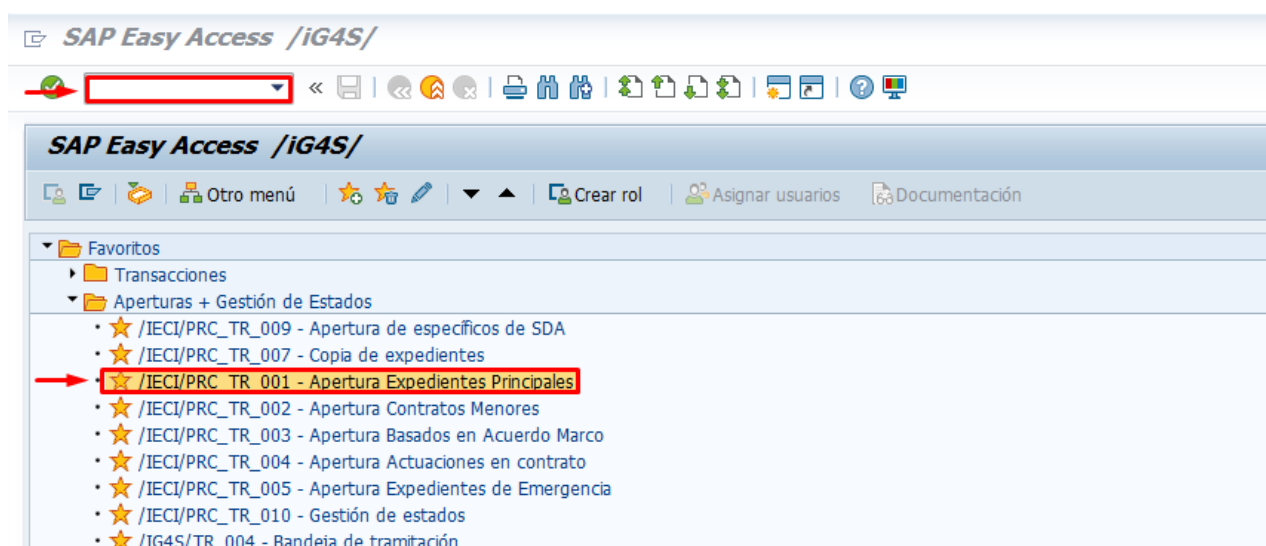 SAP Easy Access /iG4S/
SAP Easy Access /iG4S/
Otro menú Crear rol Asignar usuarios Documentación
Favoritos
Transacciones
Aperturas + Gestión de Estados
/IECI/PRC_TR_009 - Apertura de específicos de SDA
/IECI/PRC_TR_007 - Copia de expedientes
/IECI/PRC_TR_001 - Apertura Expedientes Principales
/IECI/PRC_TR_002 - Apertura Contratos Menores
/IECI/PRC_TR_003 - Apertura Basados en Acuerdo Marco
/IECI/PRC_TR_004 - Apertura Actuaciones en contrato
/IECI/PRC_TR_005 - Apertura Expedientes de Emergencia
/IECI/PRC_TR_010 - Gestión de estados
/IG4S/TR_004 - Bandeja de tramitación